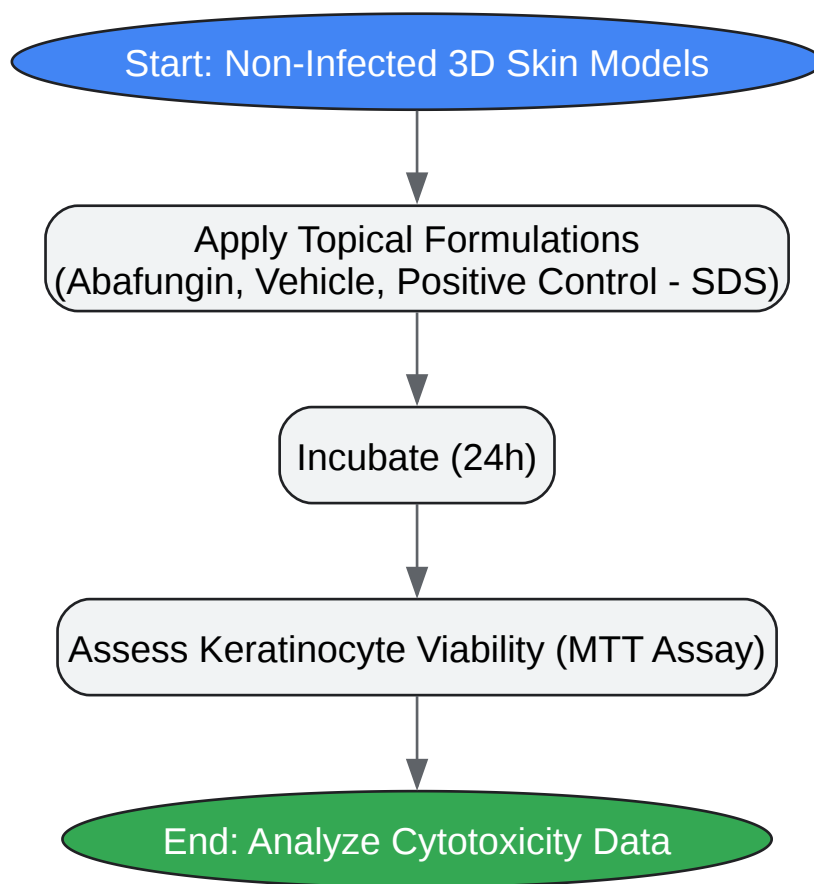 Start: Non-Infected 3D Skin Models
Apply Topical Formulations
(Abafungin, Vehicle, Positive Control - SDS)
Incubate (24h)
Assess Keratinocyte Viability (MTT Assay)
End: Analyze Cytotoxicity Data